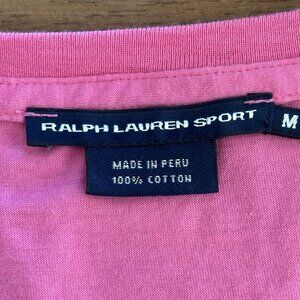 RALPH LAUREN SPORT M
MADE IN PERU
100% COTTON